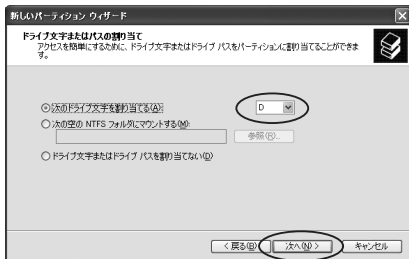 新しいパーティション ウィザード
ドライブ文字またはパスの割り当て
アクセスを簡単にするために、ドライブ文字またはドライブ パスをパーティションに割り当てることができま
す。
次のドライブ文字を割り当てる(A):
D
次の空の NTFS フォルダにマウントする(M):
参照(R)...
ドライブ文字またはドライブ パスを割り当てない(D)
< 戻る(B)
次へ(N) >
キャンセル